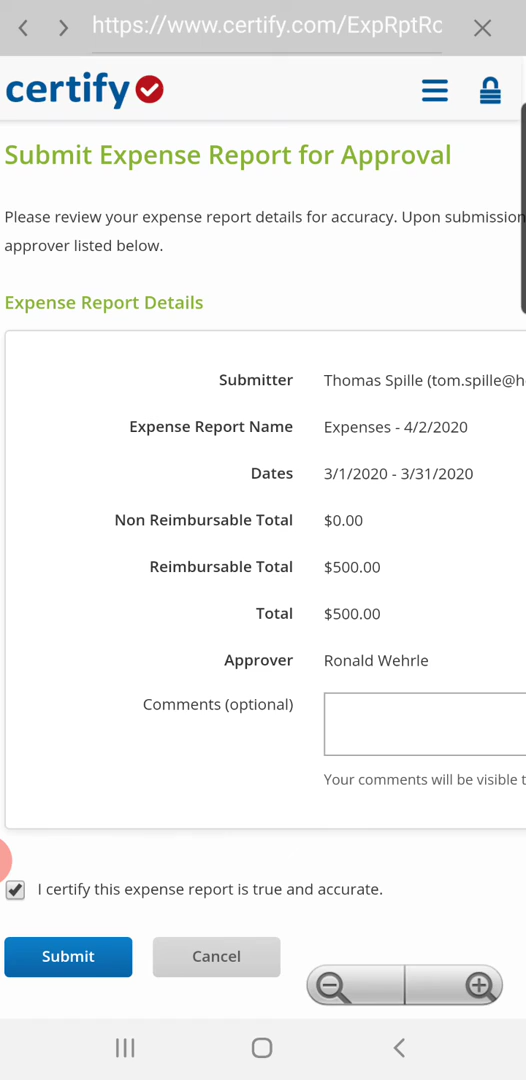 https://www.certify.com/ExpRptRc
certify
Submit Expense Report for Approval
Please review your expense report details for accuracy. Upon submission
approver listed below.
Expense Report Details
Submitter Thomas Spille (tom.spille@h
Expense Report Name Expenses - 4/2/2020
Dates 3/1/2020 - 3/31/2020
Non Reimbursable Total $0.00
Reimbursable Total $500.00
Total $500.00
Approver Ronald Wehrle
Comments (optional)
Your comments will be visible t
I certify this expense report is true and accurate.
Submit Cancel